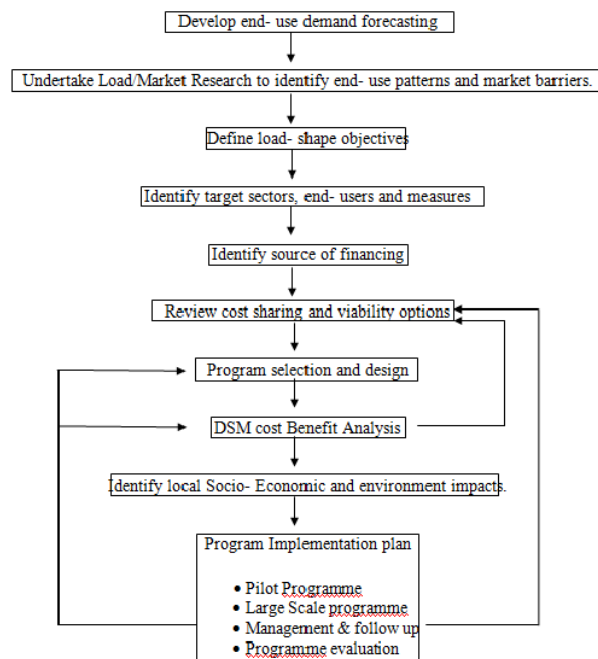 Develop end- use demand forecasting
Undertake Load/Market Research to identify end- use patterns and market barriers.
Define load- shape objectives
Identify target sectors, end- users and measures
Identify source of financing
Review cost sharing and viability options
Program selection and design
DSM cost Benefit Analysis
Identify local Socio- Economic and environment impacts.
Program Implementation plan
• Pilot Programme
• Large Scale programme
• Management & follow up
• Programme evaluation